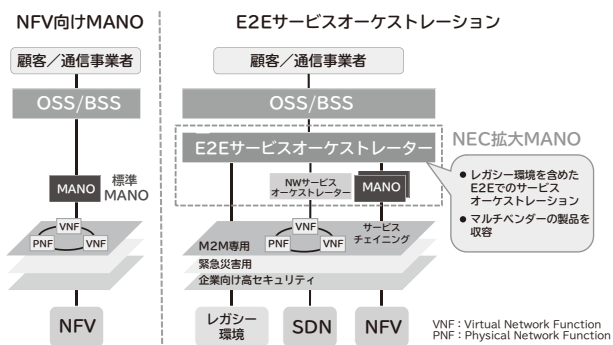 NFV向けMANO
顧客／通信事業者
OSS/BSS
MANO
標準
MANO
VNF
PNF
VNF
NFV
E2Eサービスオーケストレーション
顧客／通信事業者
OSS/BSS
E2Eサービスオーケストレーター
NEC拡大MANO
NWサービス
オーケストレーター
MANO
● レガシー環境を含めた
E2Eでのサービス
オーケストレーション
● マルチベンダーの製品を
収容
VNF
PNF
VNF
サービス
チェイニング
M2M専用
緊急災害用
企業向け高セキュリティ
レガシー
環境
SDN
NFV
VNF：Virtual Network Function
PNF：Physical Network Function